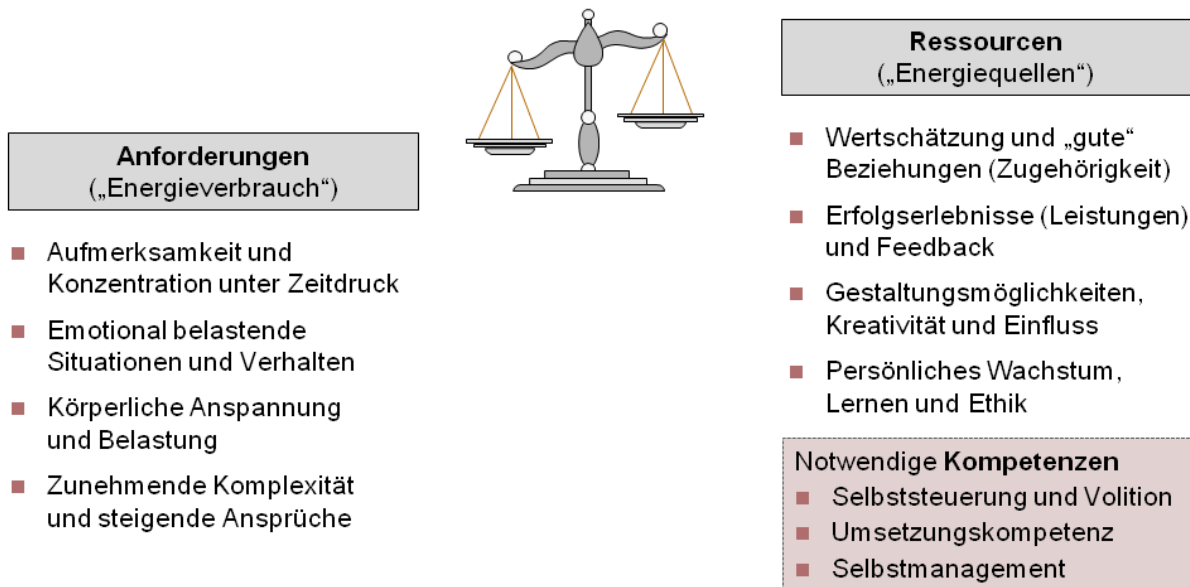 Anforderungen
(„Energieverbrauch“)
Aufmerksamkeit und
Konzentration unter Zeitdruck
Emotional belastende
Situationen und Verhalten
Körperliche Anspannung
und Belastung
Zunehmende Komplexität
und steigende Ansprüche
Ressourcen
(„Energiequellen“)
Wertschätzung und „gute“
Beziehungen (Zugehörigkeit)
Erfolgserlebnisse (Leistungen)
und Feedback
Gestaltungsmöglichkeiten,
Kreativität und Einfluss
Persönliches Wachstum,
Lernen und Ethik
Notwendige Kompetenzen
Selbststeuerung und Volition
Umsetzungskompetenz
Selbstmanagement